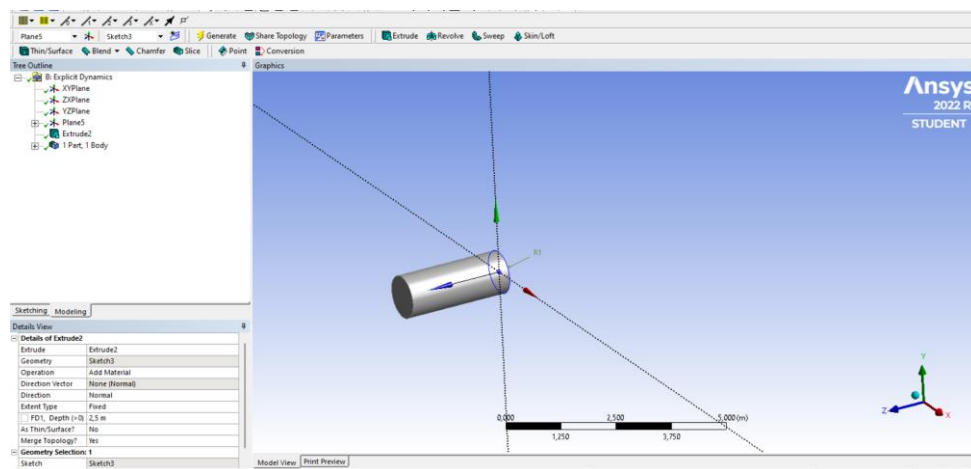 Plane5 Sketch3 Generate Share Topology Parameters Extrude Revolve Sweep Skin/Loft
Thin/Surface Blend Chamfer Slice Point Conversion
Tree Outline
B: Explicit Dynamics
XYPlane
ZXPlane
YZPlane
Plane5
Extrude2
1 Part, 1 Body
Sketching Modeling
Details View
Details of Extrude2
Extrude Extrude2
Geometry Sketch3
Operation Add Material
Direction Vector None (Normal)
Direction Normal
Extent Type Fixed
FD1, Depth (>0) 2,5 m
As Thin/Surface? No
Merge Topology? Yes
Geometry Selection: 1
Sketch Sketch3
Graphics
Ansys
2022 R
STUDENT
R1
0,000 2,500 5,000 (m)
1,250 3,750
Y
Z X
Model View Print Preview